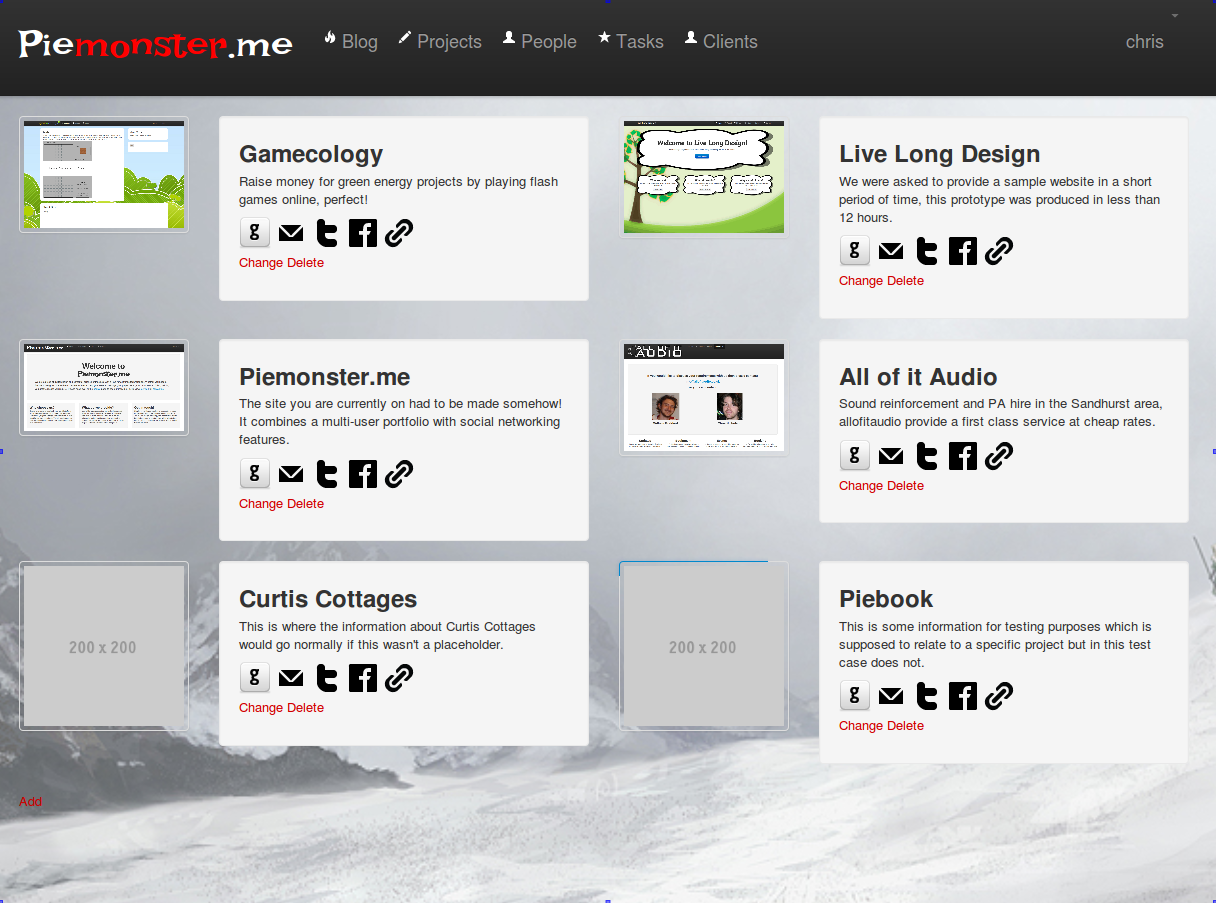 Piemonster.me
Blog Projects People Tasks Clients chris
Gamecology
Raise money for green energy projects by playing flash
games online, perfect!
g
Change Delete
Welcome to Live Long Design!
Live Long Design
We were asked to provide a sample website in a short
period of time, this prototype was produced in less than
12 hours.
g
Change Delete
Welcome to
Piemonster.me
Piemonster.me
The site you are currently on had to be made somehow!
It combines a multi-user portfolio with social networking
features.
g
Change Delete
AUDIO
All of it Audio
Sound reinforcement and PA hire in the Sandhurst area,
allofitaudio provide a first class service at cheap rates.
g
Change Delete
200 x 200
Curtis Cottages
This is where the information about Curtis Cottages
would go normally if this wasn't a placeholder.
g
Change Delete
200 x 200
Piebook
This is some information for testing purposes which is
supposed to relate to a specific project but in this test
case does not.
g
Change Delete
Add